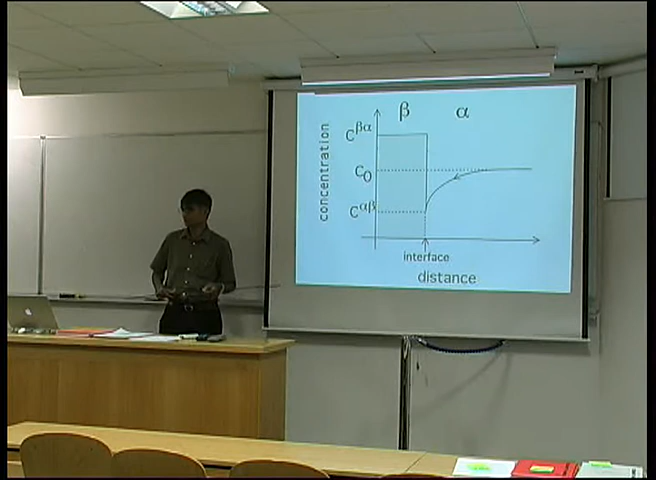 β α
concentration
C^βα
C₀
C^αβ
interface
distance